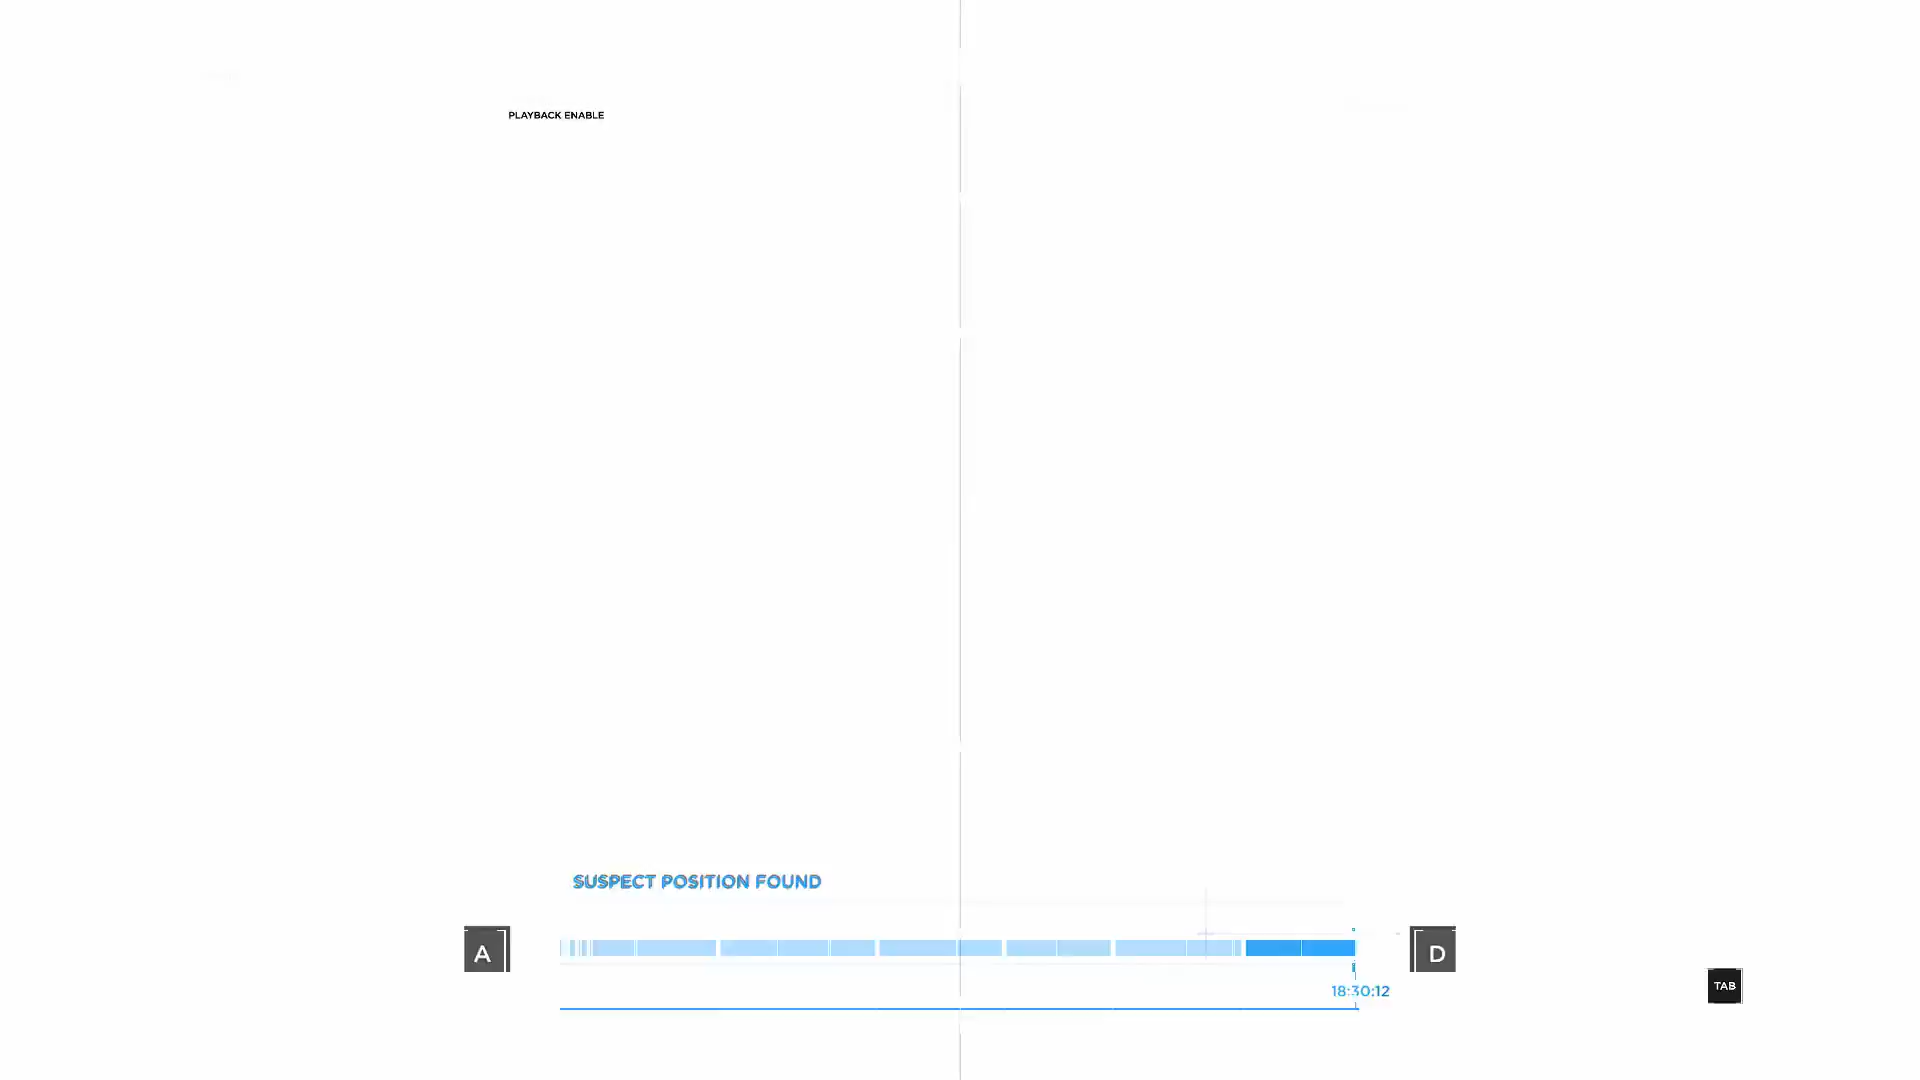 PLAYBACK ENABLE
SUSPECT POSITION FOUND
A
D
18:30:12
TAB